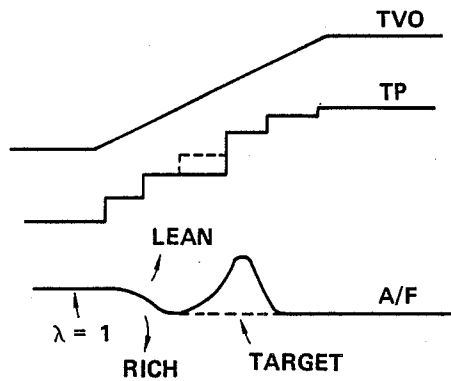 TVO
TP
LEAN
A/F
λ = 1
RICH
TARGET